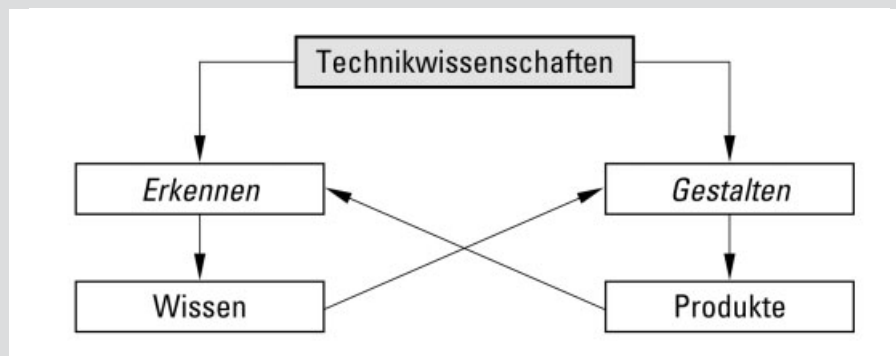 Technikwissenschaften
Erkennen
Gestalten
Wissen
Produkte